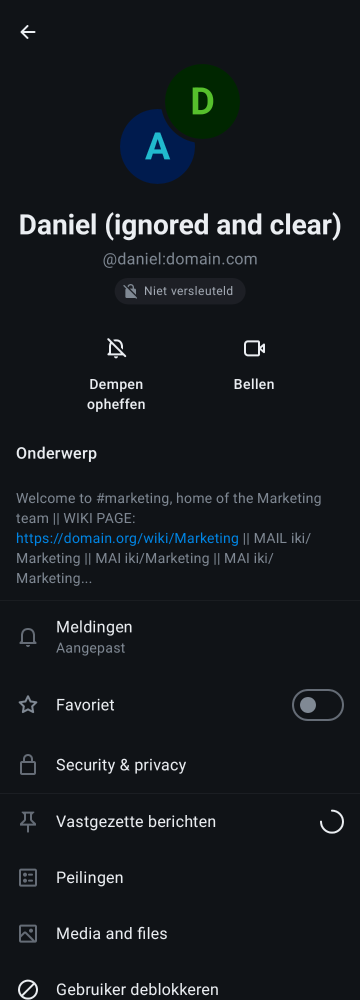 D
A
Daniel (ignored and clear)
@daniel:domain.com
Niet versleuteld
Dempen
opheffen
Bellen
Onderwerp
Welcome to #marketing, home of the Marketing
team || WIKI PAGE:
https://domain.org/wiki/Marketing || MAIL iki/
Marketing || MAI iki/Marketing || MAI iki/
Marketing...
Meldingen
Aangepast
Favoriet
Security & privacy
Vastgezette berichten
Peilingen
Media and files
Gebruiker deblokkeren